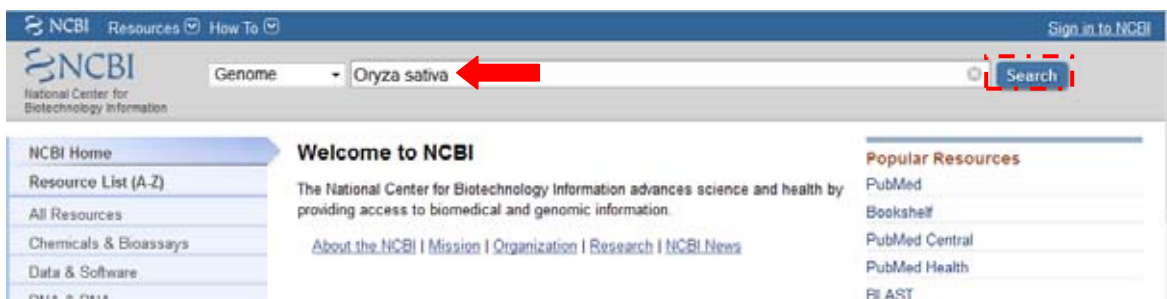 NCBI Resources How To Sign in to NCBI
NCBI
National Center for
Biotechnology Information
Genome Oryza sativa Search
NCBI Home
Resource List (A-Z)
All Resources
Chemicals & Bioassays
Data & Software
DNA & RNA
Welcome to NCBI
The National Center for Biotechnology Information advances science and health by
providing access to biomedical and genomic information.
About the NCBI | Mission | Organization | Research | NCBI News
Popular Resources
PubMed
Bookshelf
PubMed Central
PubMed Health
BLAST